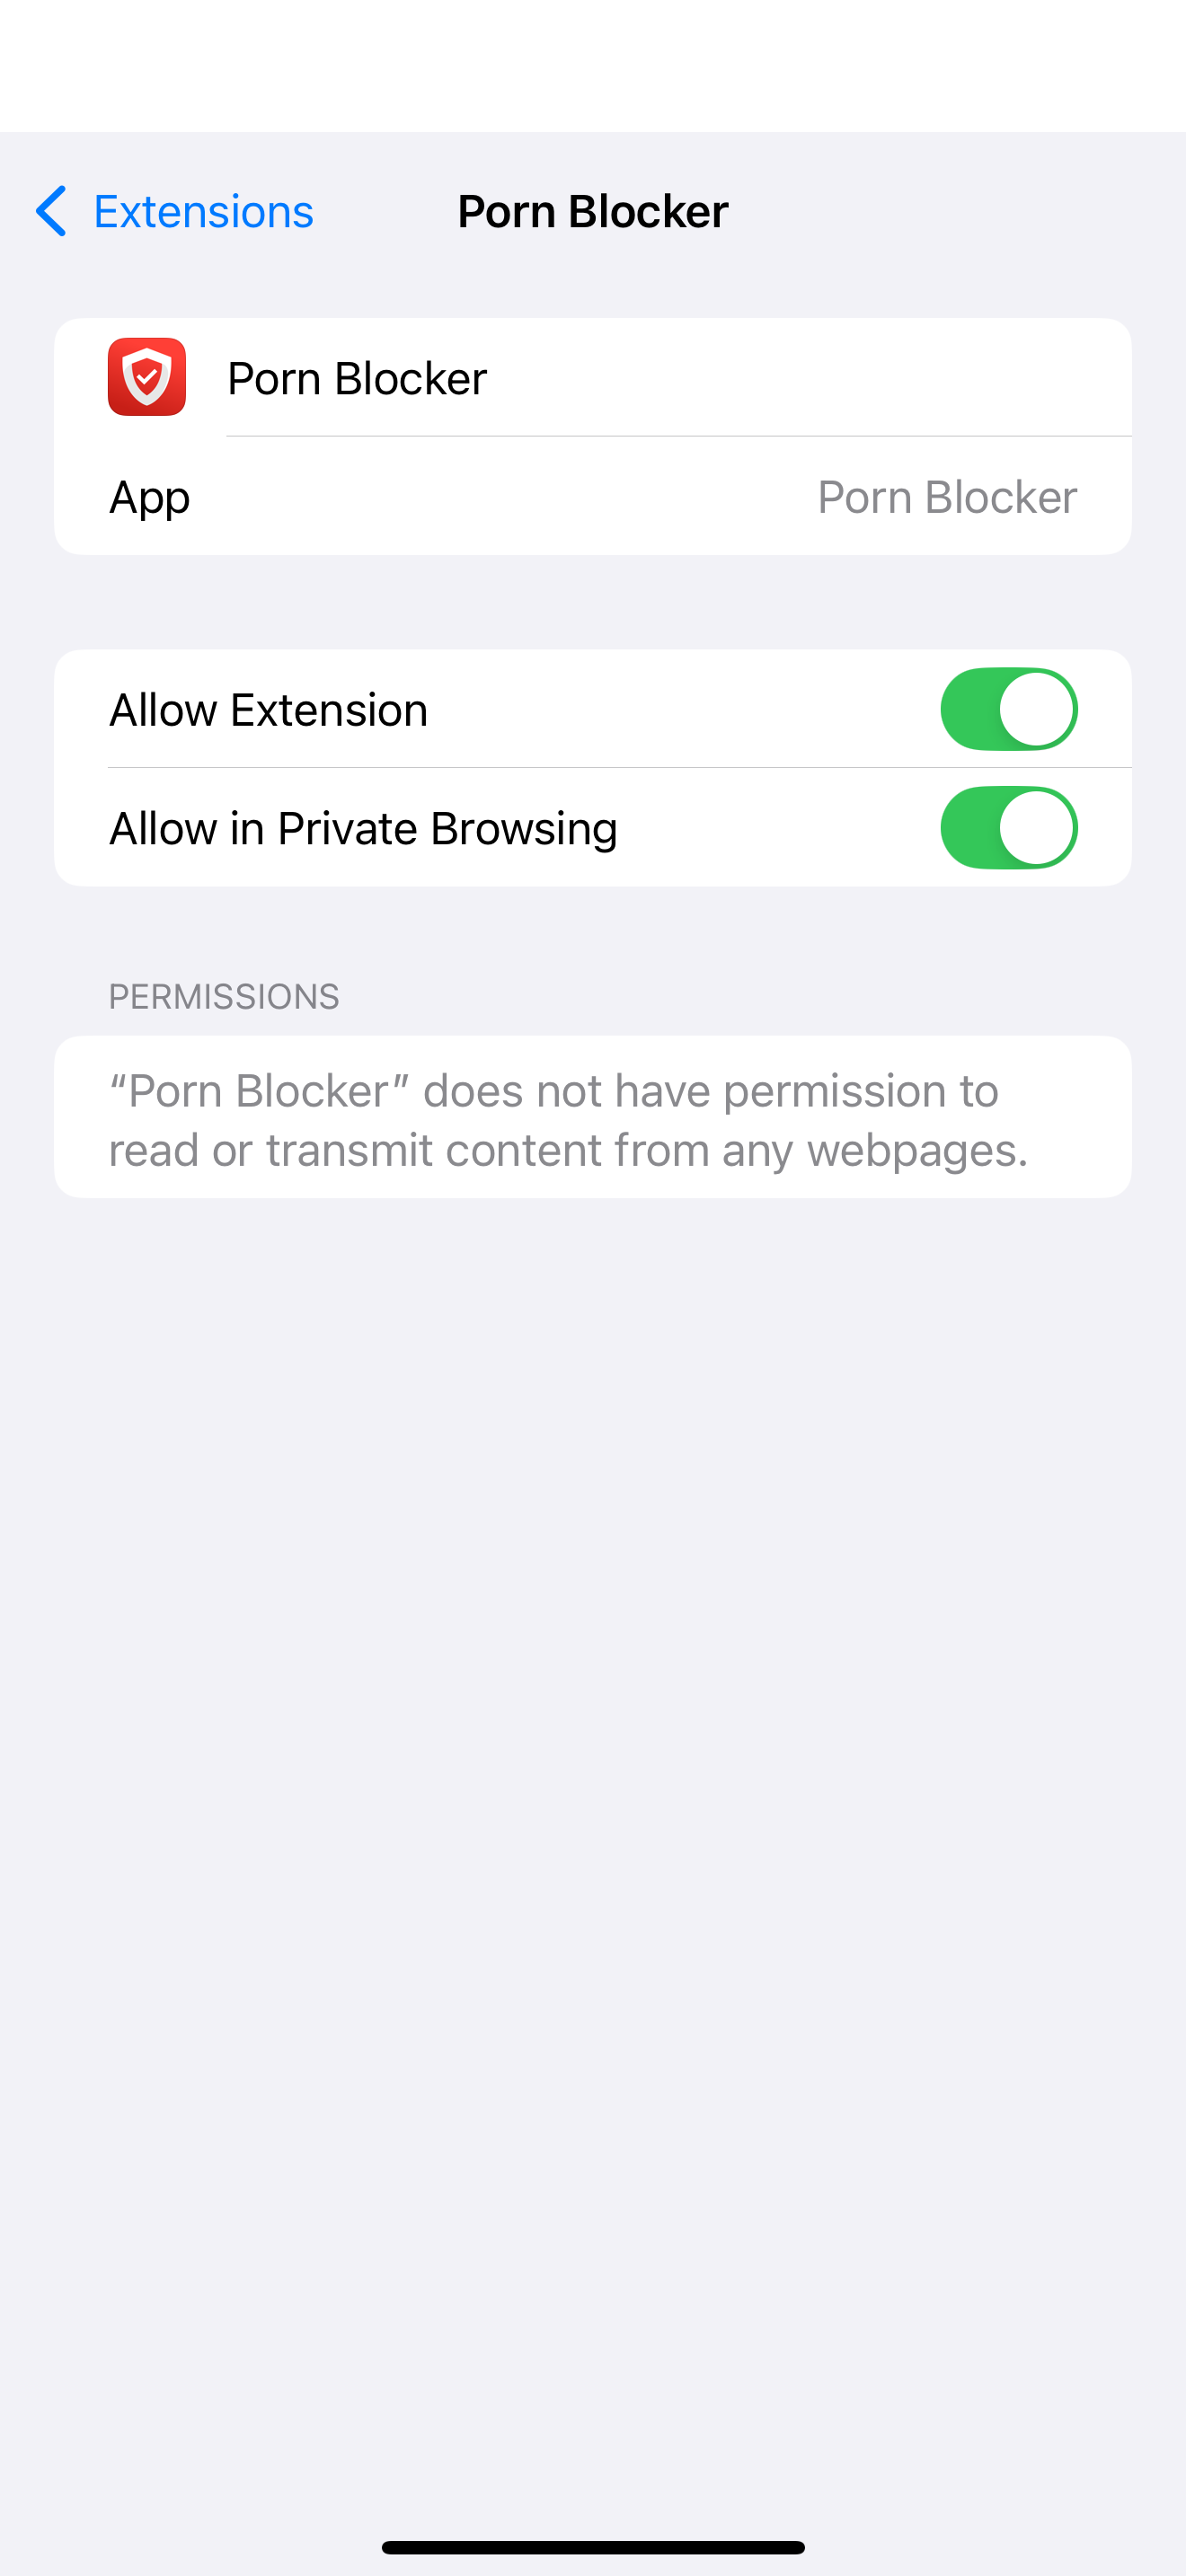 Extensions
Porn Blocker
Porn Blocker
App
Porn Blocker
Allow Extension
Allow in Private Browsing
PERMISSIONS
“Porn Blocker” does not have permission to
read or transmit content from any webpages.